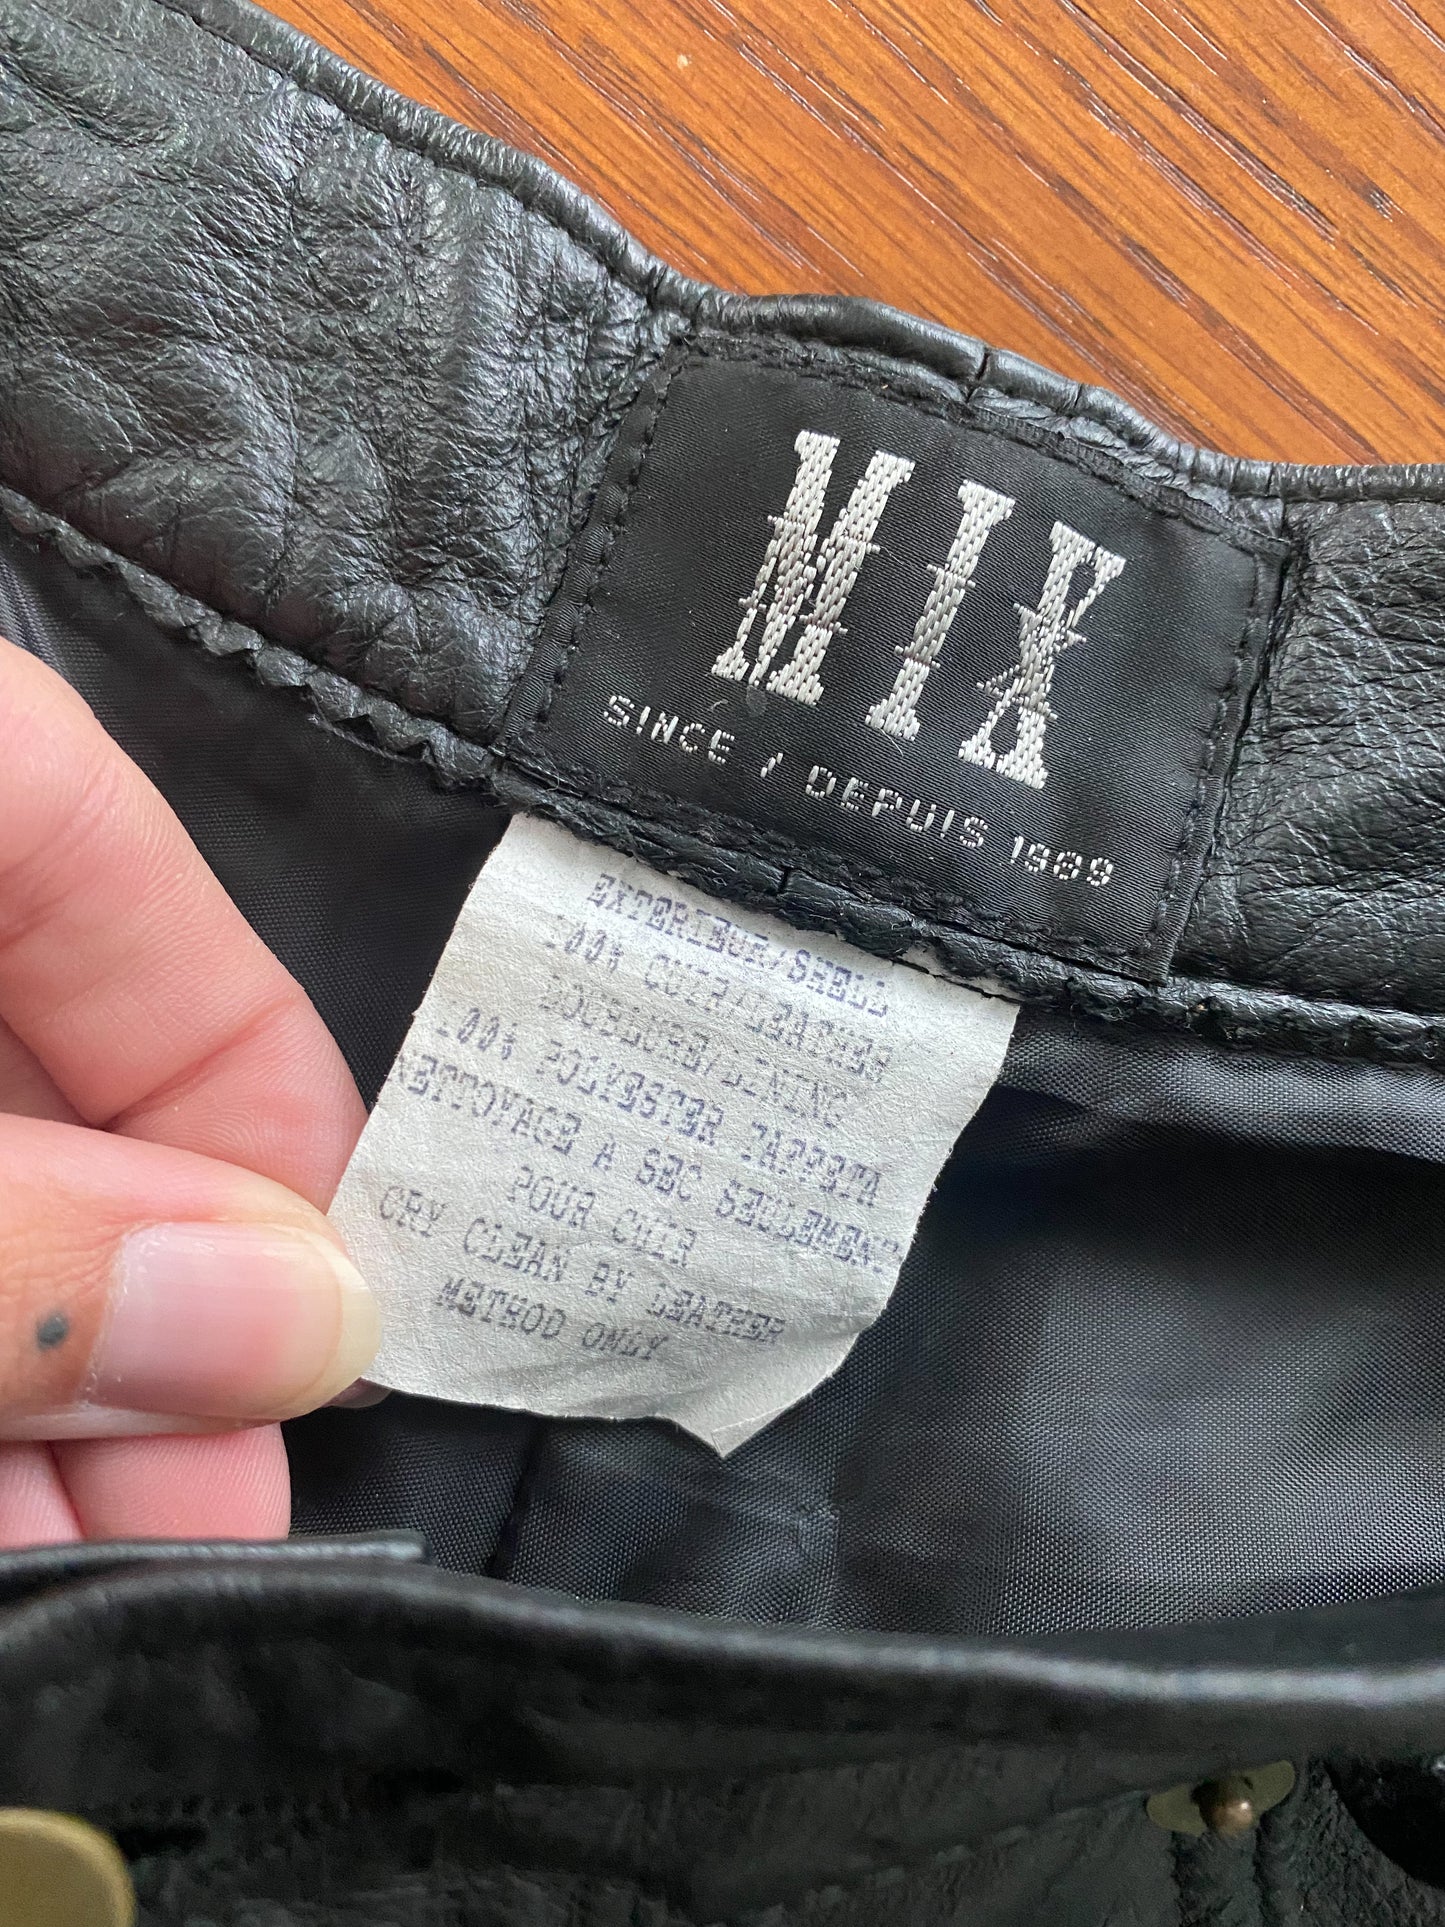 MIX
SINCE / DEPUIS 1989
EXTERIEUR/SHELL
100% CUIR/LEATHER
DOUBLURE/LINING
100% POLYESTER TAFFETA
NETTOYAGE A SEC SEULEMENT
POUR CUIR
CRY CLEAN BY LEATHER
METHOD ONLY